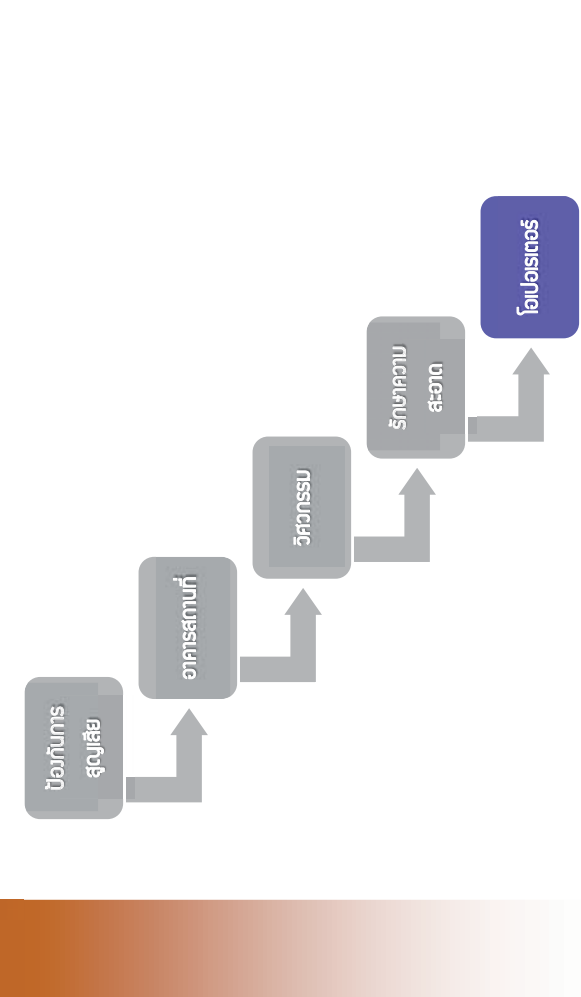 ป้องกันการ
สูญเสีย
อาคารสถานที่
วิศวกรรม
รักษาความ
สะอาด
โอเปอเรเตอร์